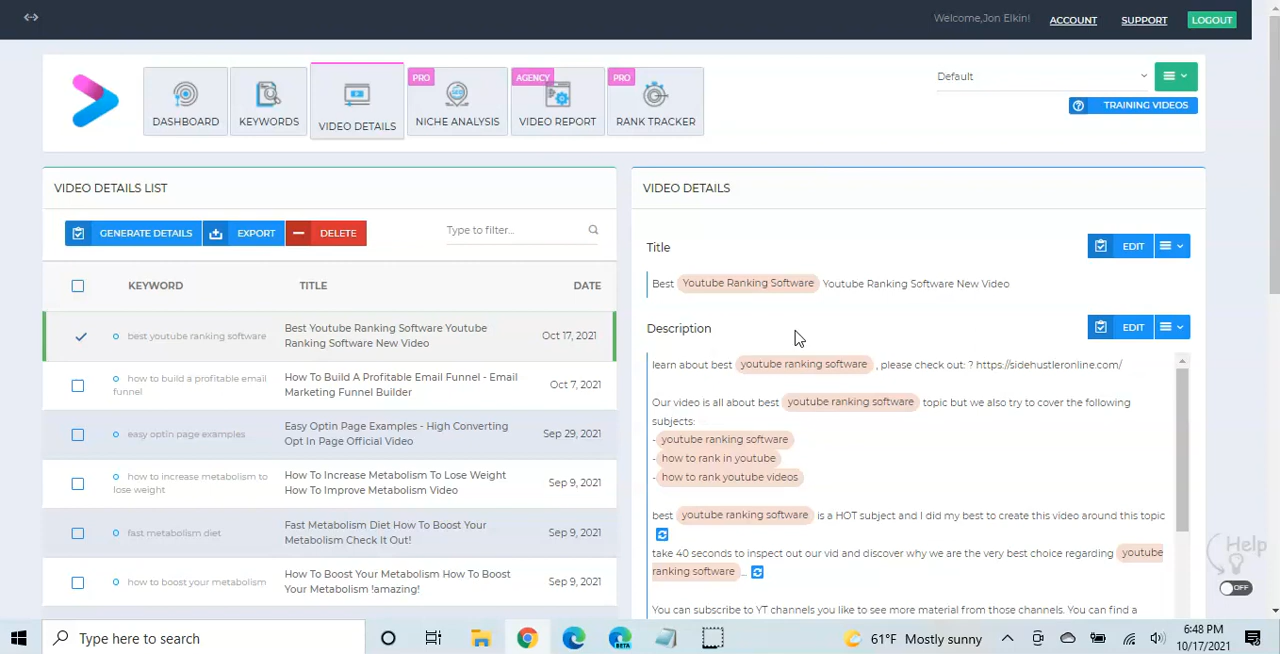 Welcome,Jon Elkin!
ACCOUNT
SUPPORT
LOGOUT
DASHBOARD
KEYWORDS
VIDEO DETAILS
PRO
NICHE ANALYSIS
AGENCY
VIDEO REPORT
PRO
RANK TRACKER
Default
TRAINING VIDEOS
VIDEO DETAILS LIST
GENERATE DETAILS
EXPORT
DELETE
Type to filter...
KEYWORD TITLE DATE
best youtube ranking software
Best Youtube Ranking Software Youtube
Ranking Software New Video
Oct 17, 2021
how to build a profitable email
funnel
How To Build A Profitable Email Funnel - Email
Marketing Funnel Builder
Oct 7, 2021
easy optin page examples
Easy Optin Page Examples - High Converting
Opt In Page Official Video
Sep 29, 2021
how to increase metabolism to
lose weight
How To Increase Metabolism To Lose Weight
How To Improve Metabolism Video
Sep 9, 2021
fast metabolism diet
Fast Metabolism Diet How To Boost Your
Metabolism Check It Out!
Sep 9, 2021
how to boost your metabolism
How To Boost Your Metabolism How To Boost
Your Metabolism !amazing!
Sep 9, 2021
VIDEO DETAILS
Title
EDIT
Best Youtube Ranking Software Youtube Ranking Software New Video
Description
EDIT
learn about best youtube ranking software , please check out: ? https://sidehustleronline.com/
Our video is all about best youtube ranking software topic but we also try to cover the following
subjects:
- youtube ranking software
- how to rank in youtube
- how to rank youtube videos
best youtube ranking software is a HOT subject and I did my best to create this video around this topic
take 40 seconds to inspect out our vid and discover why we are the very best choice regarding youtube
ranking software ...
You can subscribe to YT channels you like to see more material from those channels. You can find a
Help
OFF
Type here to search
BETA
61°F Mostly sunny
6:48 PM
10/17/2021